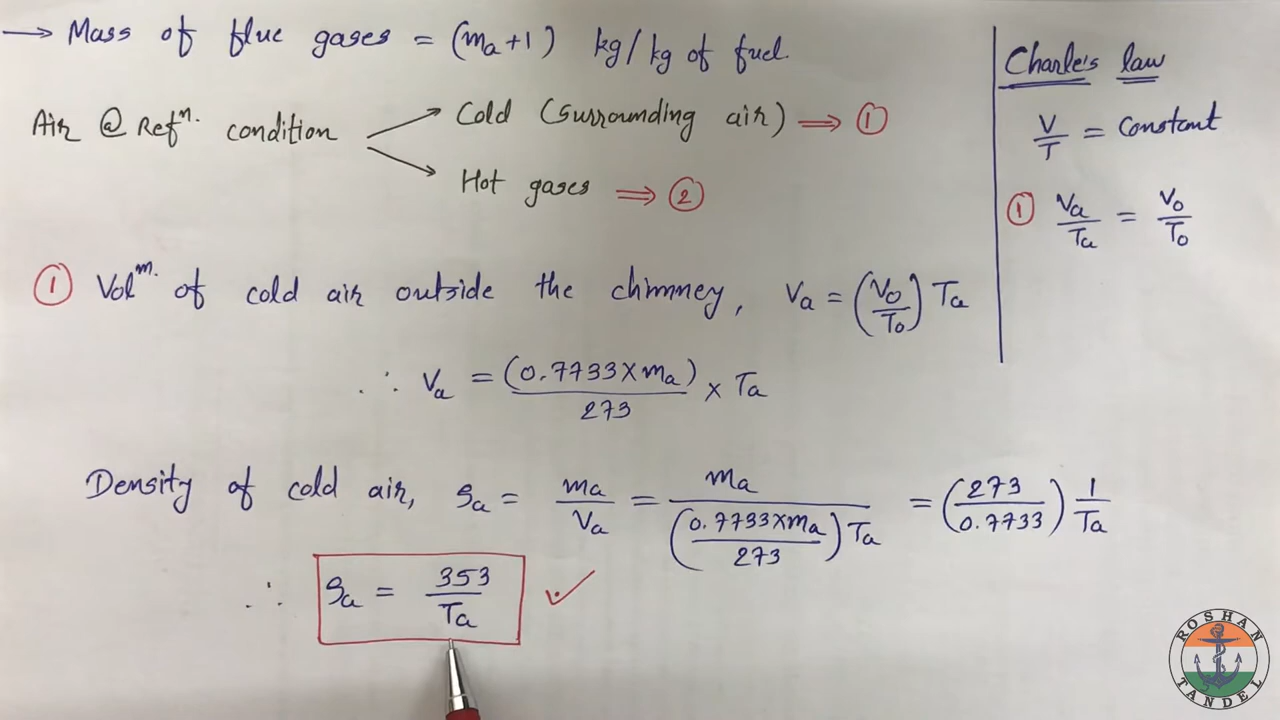 → Mass of flue gases = (ma+1) kg/kg of fuel.
Air @ Refⁿ. condition
Cold (Surrounding air) ⇒ ①
Hot gases ⇒ ②
Charle's law
V/T = Constant
① Va/Ta = V0/T0
① Volᵐ. of cold air outside the chimney, Va = (V0/T0) Ta
∴ Va = (0.7733×ma)/273 × Ta
Density of cold air, ρa = ma/Va = ma/((0.7733×ma)/273)Ta = (273/0.7733) 1/Ta
∴ ρa = 353/Ta ✓
ROSHAN
TANDEL